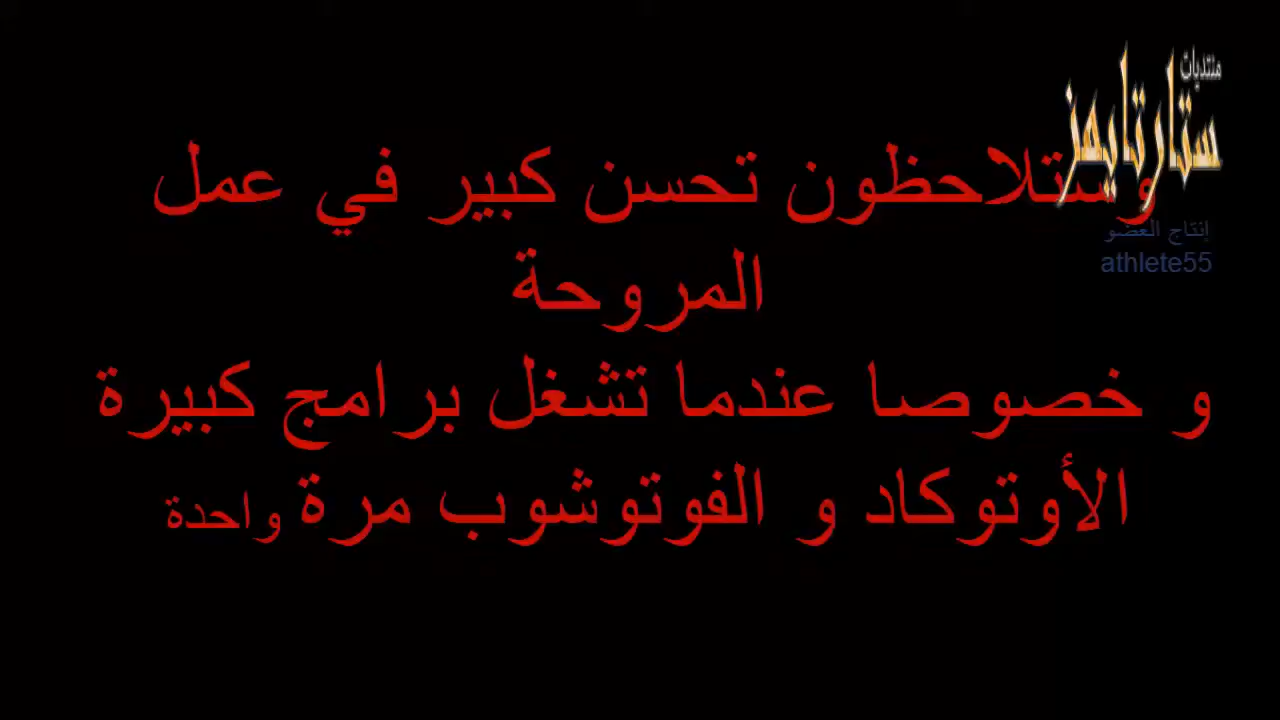 منتديات
ستارتايمز
إنتاج العضو
athlete55
وستلاحظون تحسن كبير في عمل
المروحة
و خصوصا عندما تشغل برامج كبيرة
الأوتوكاد و الفوتوشوب مرة واحدة